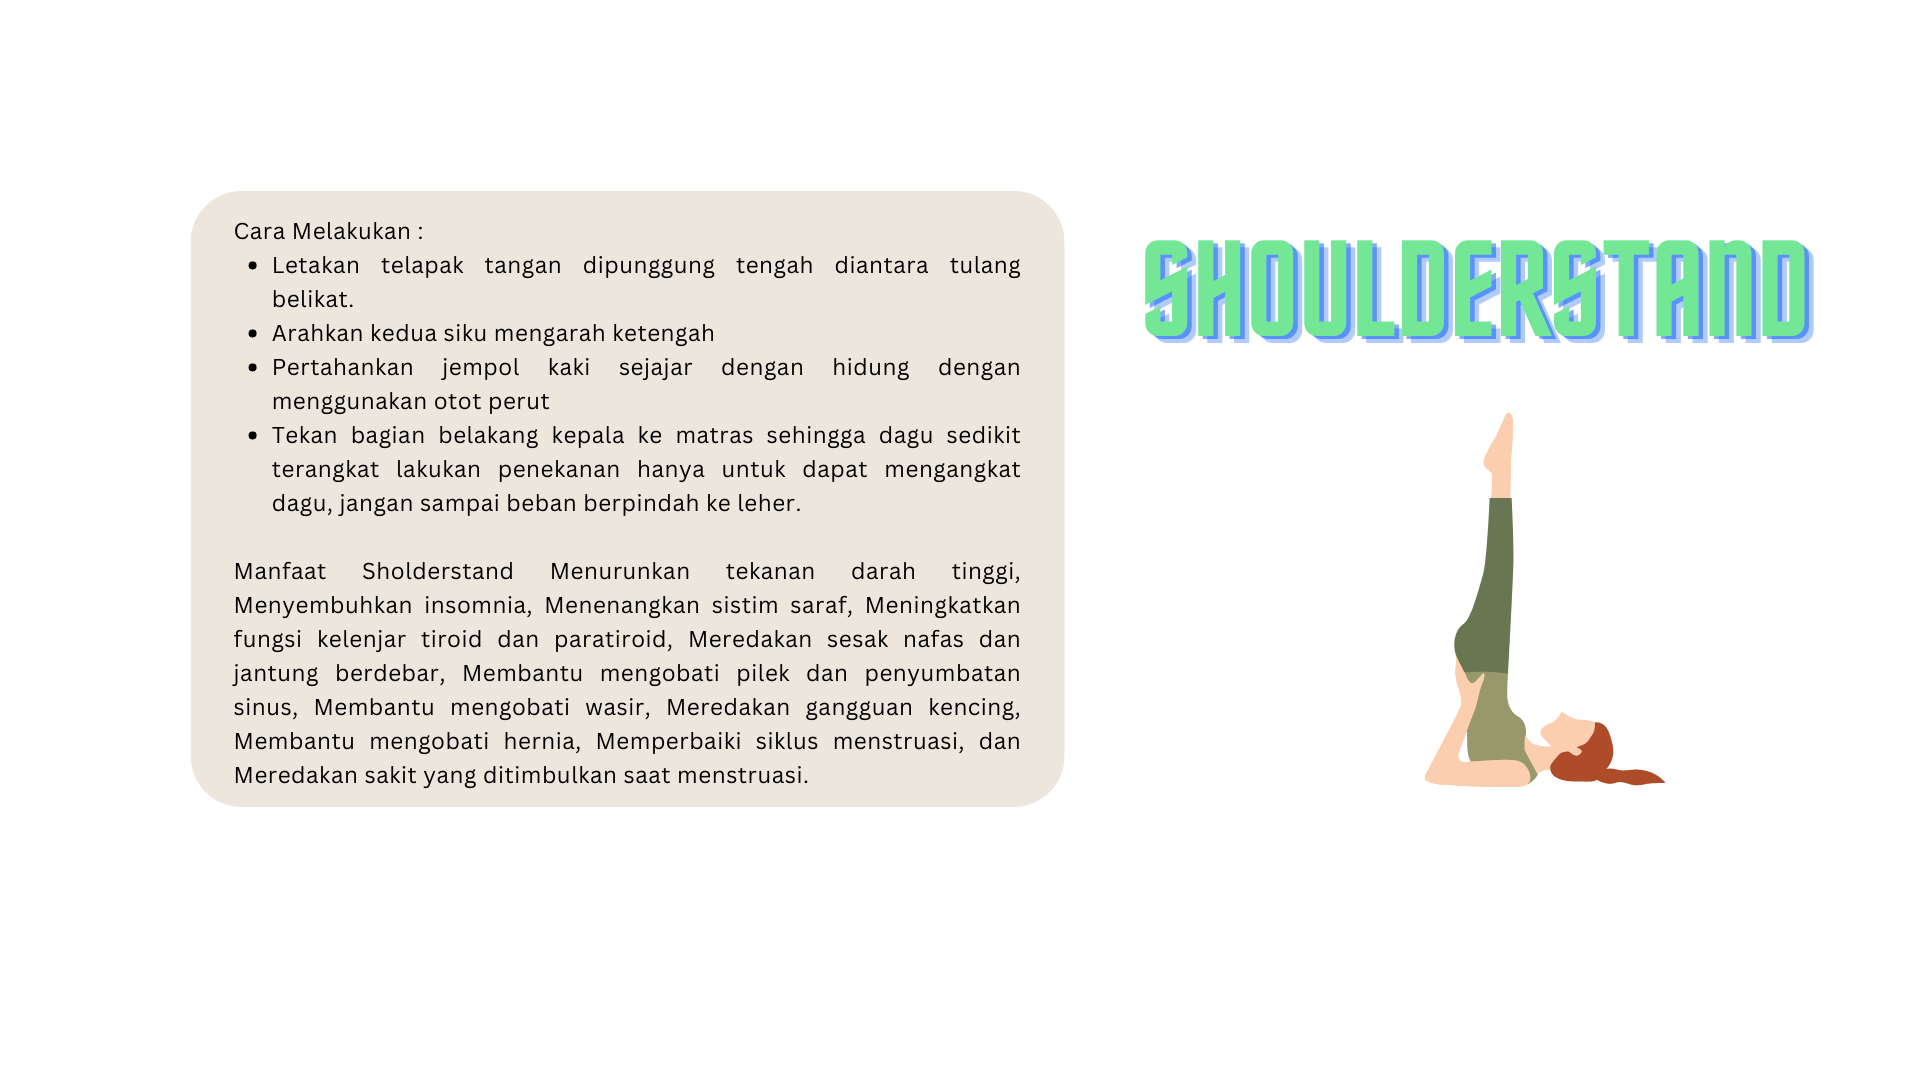 Cara Melakukan :
• Letakan telapak tangan dipunggung tengah diantara tulang
belikat.
• Arahkan kedua siku mengarah ketengah
• Pertahankan jempol kaki sejajar dengan hidung dengan
menggunakan otot perut
• Tekan bagian belakang kepala ke matras sehingga dagu sedikit
terangkat lakukan penekanan hanya untuk dapat mengangkat
dagu, jangan sampai beban berpindah ke leher.
Manfaat Sholderstand Menurunkan tekanan darah tinggi,
Menyembuhkan insomnia, Menenangkan sistim saraf, Meningkatkan
fungsi kelenjar tiroid dan paratiroid, Meredakan sesak nafas dan
jantung berdebar, Membantu mengobati pilek dan penyumbatan
sinus, Membantu mengobati wasir, Meredakan gangguan kencing,
Membantu mengobati hernia, Memperbaiki siklus menstruasi, dan
Meredakan sakit yang ditimbulkan saat menstruasi.
SHOULDERSTAND